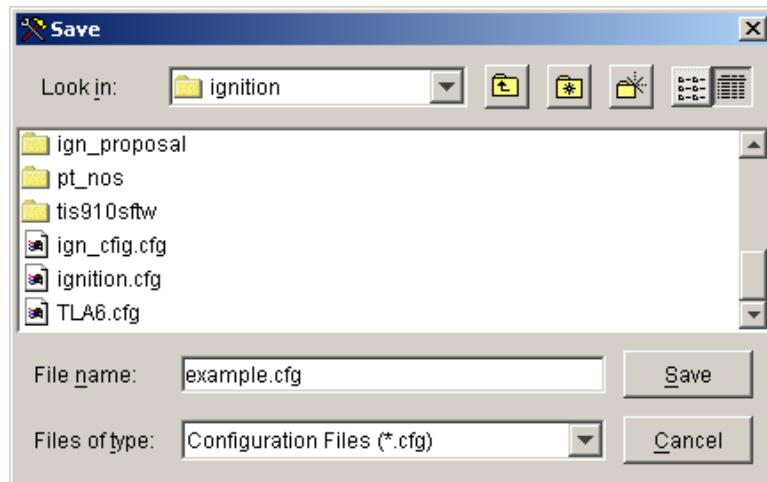 Save
Look in:
ignition
ign_proposal
pt_nos
tis910sftw
ign_cfig.cfg
ignition.cfg
TLA6.cfg
File name:
example.cfg
Save
Files of type:
Configuration Files (*.cfg)
Cancel